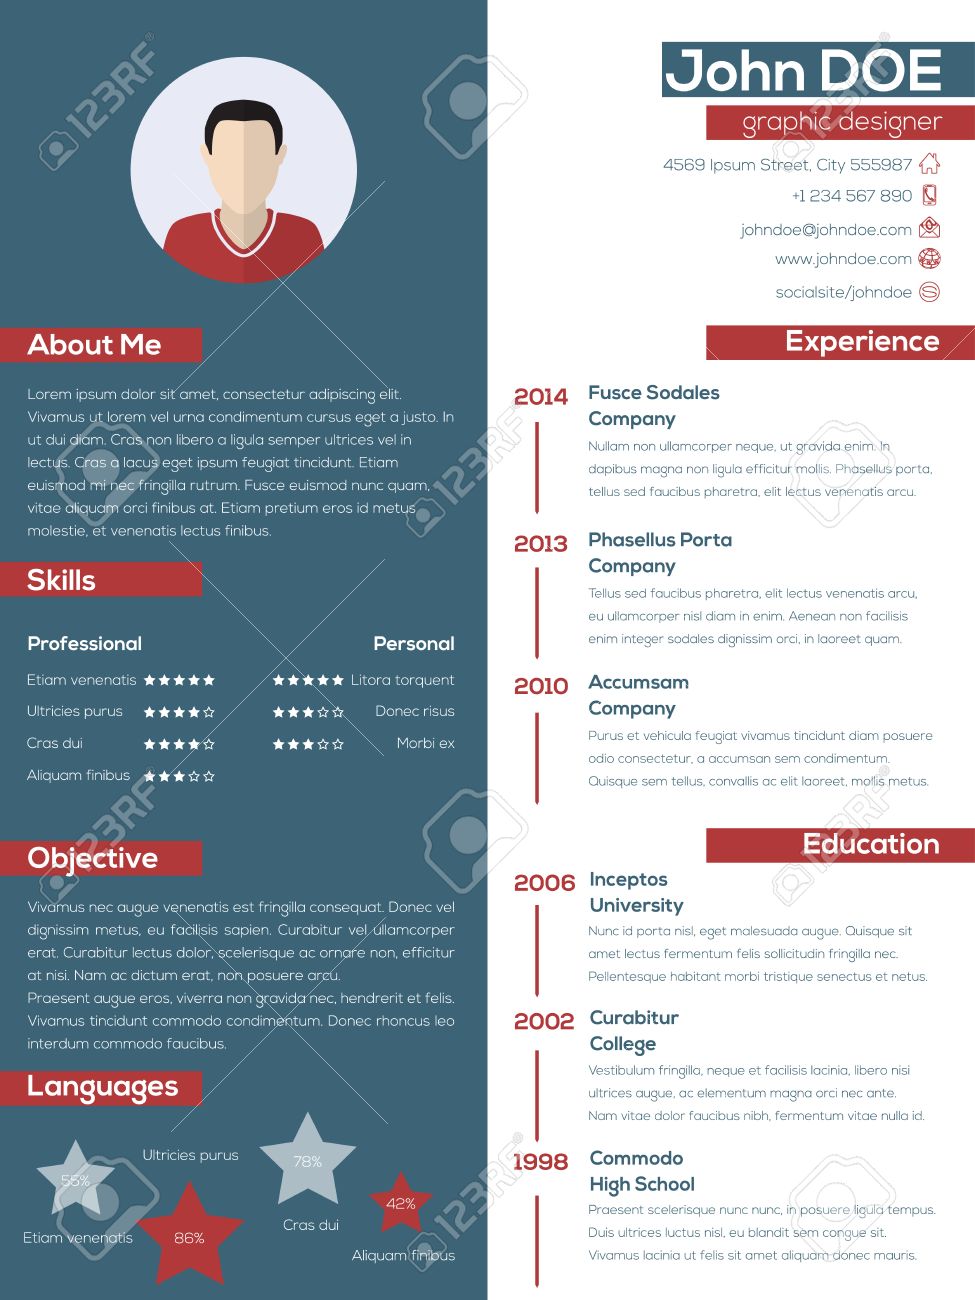 John DOE
graphic designer
4569 Ipsum Street, City 555987
+1 234 567 890
johndoe@johndoe.com
www.johndoe.com
socialsite/johndoe
About Me
Lorem ipsum dolor sit amet, consectetur adipiscing elit.
Vivamus ut lorem vel urna condimentum cursus eget justo. In
ut dui diam. Cras non libero a ligula semper ultrices vel in
lectus. Cras a lacus eget ipsum feugiat tincidunt. Etiam
euismod mi nec fringilla rutrum. Fusce euismod nunc quam,
vitae aliquam orci finibus at. Etiam pretium eros id metus
molestie, et venenatis lectus finibus.
Skills
Professional
Etiam venenatis
Ultricies purus
Cras dui
Aliquam finibus
Personal
Litora torquent
Donec risus
Morbi ex
Objective
Vivamus nec augue venenatis est fringilla consequat. Donec vel
dignissim metus, eu facilisis sapien. Curabitur vel ullamcorper
erat. Curabitur lectus dolor, scelerisque ac ornare non, efficitur
at nisi. Nam ac dictum erat, non posuere arcu.
Praesent augue eros, viverra non gravida nec, hendrerit et felis.
Vivamus tincidunt commodo condimentum. Donec rhoncus leo
interdum commodo faucibus.
Languages
55%
Etiam venenatis
Ultricies purus
86%
78%
Cras dui
42%
Aliquam finibus
Experience
2014
Fusce Sodales
Company
Nullam non ullamcorper neque, ut gravida enim. In
dapibus magna non ligula efficitur mollis. Phasellus porta,
tellus sed faucibus pharetra, elit lectus venenatis arcu.
2013
Phasellus Porta
Company
Tellus sed faucibus pharetra, elit lectus venenatis arcu,
eu ullamcorper nisl diam in enim. Aenean non facilisis
enim integer sodales dignissim orci, in laoreet quam.
2010
Accumsam
Company
Purus et vehicula feugiat vivamus tincidunt diam posuere
odio consectetur, a accumsan sem condimentum.
Quisque sem tellus, convallis ac elit laoreet, mollis metus.
Education
2006
Inceptos
University
Nunc id porta nisl, eget malesuada augue. Quisque sit
amet lectus fermentum felis sollicitudin fringilla nec.
Pellentesque habitant morbi tristique senectus et netus.
2002
Curabitur
College
Vestibulum fringilla, neque et facilisis lacinia, libero nisi
ultrices augue, ac elementum magna orci nec ante.
Nam vitae dolor faucibus nibh, fermentum vitae nulla id.
1998
Commodo
High School
Praesent scelerisque nunc nunc, in posuere ligula tempus.
Duis ultrices luctus nisl, eu blandit sem congue sit.
Vivamus lacinia ut felis sit amet aliquam donec mauris.
123RF
123RF
123RF
123RF
123RF
123RF
123RF